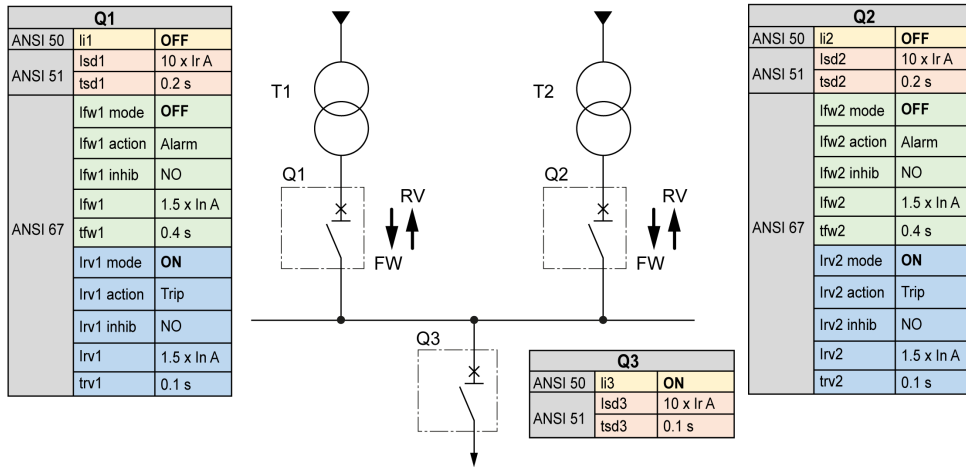 Q1
ANSI 50 Ii1 OFF
ANSI 51 Isd1 10 x Ir A
tsd1 0.2 s
ANSI 67 Ifw1 mode OFF
Ifw1 action Alarm
Ifw1 inhib NO
Ifw1 1.5 x In A
tfw1 0.4 s
Irv1 mode ON
Irv1 action Trip
Irv1 inhib NO
Irv1 1.5 x In A
trv1 0.1 s
T1
T2
Q1
RV
FW
Q2
RV
FW
Q3
Q3
ANSI 50 Ii3 ON
ANSI 51 Isd3 10 x Ir A
tsd3 0.1 s
Q2
ANSI 50 Ii2 OFF
ANSI 51 Isd2 10 x Ir A
tsd2 0.2 s
ANSI 67 Ifw2 mode OFF
Ifw2 action Alarm
Ifw2 inhib NO
Ifw2 1.5 x In A
tfw2 0.4 s
Irv2 mode ON
Irv2 action Trip
Irv2 inhib NO
Irv2 1.5 x In A
trv2 0.1 s